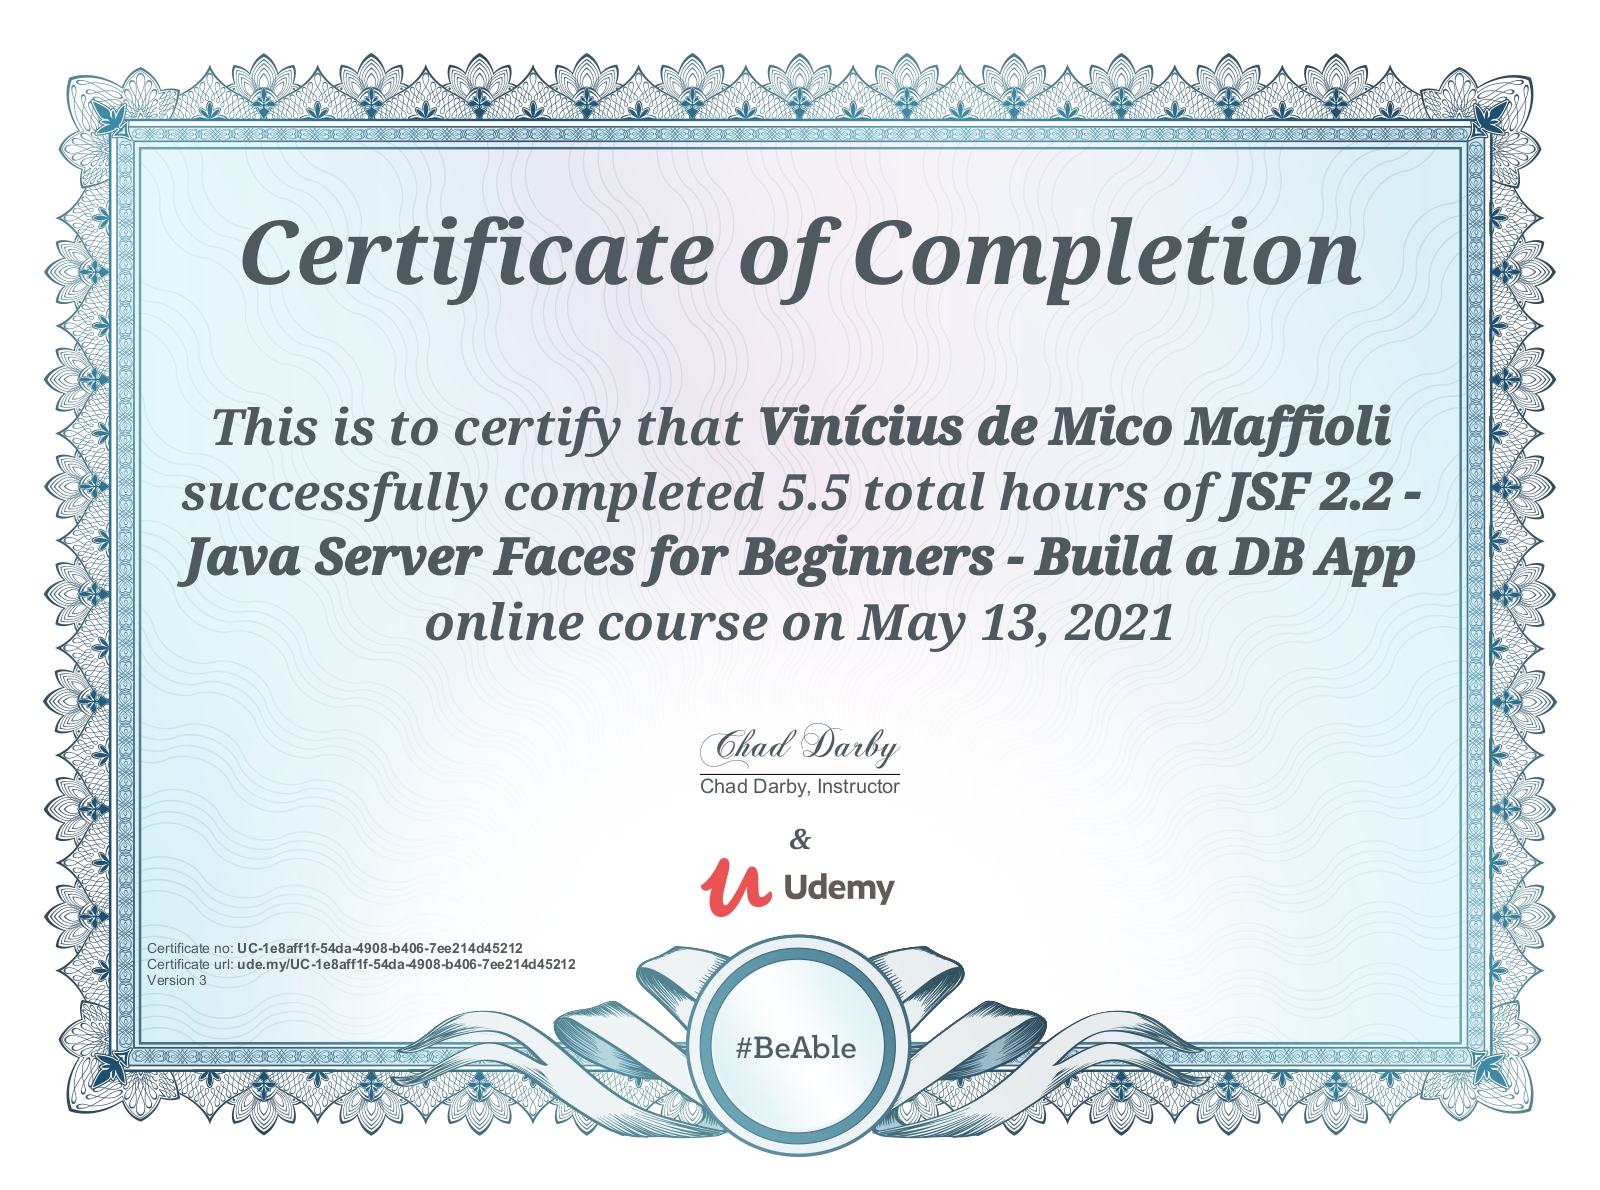 Certificate of Completion
This is to certify that Vinícius de Mico Maffioli
successfully completed 5.5 total hours of JSF 2.2 -
Java Server Faces for Beginners - Build a DB App
online course on May 13, 2021
Chad Darby
Chad Darby, Instructor
&
Udemy
Certificate no: UC-1e8aff1f-54da-4908-b406-7ee214d45212
Certificate url: ude.my/UC-1e8aff1f-54da-4908-b406-7ee214d45212
Version 3
#BeAble